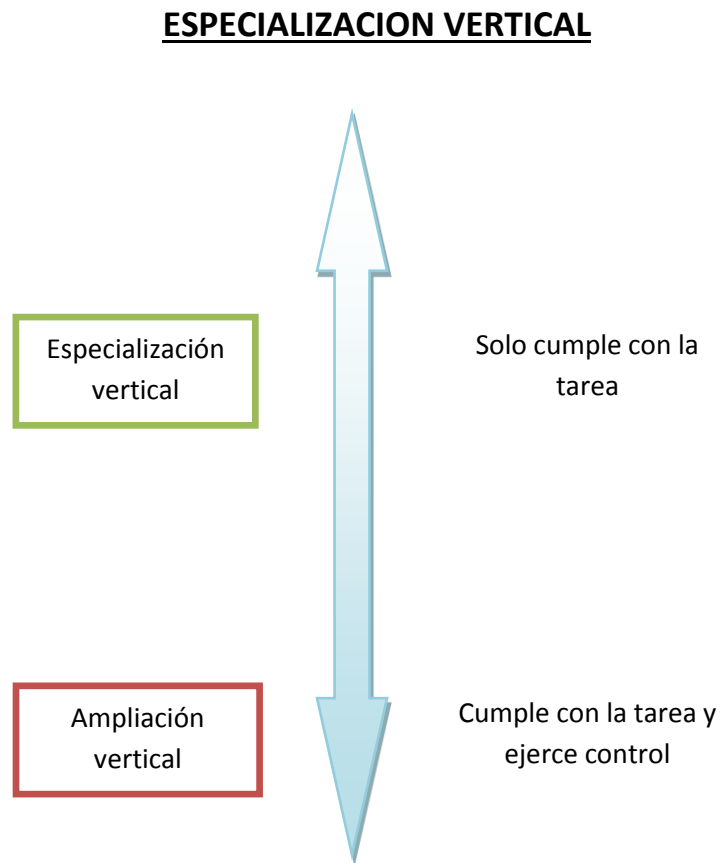 ESPECIALIZACION VERTICAL
Especialización
vertical
Solo cumple con la
tarea
Ampliación
vertical
Cumple con la tarea y
ejerce control